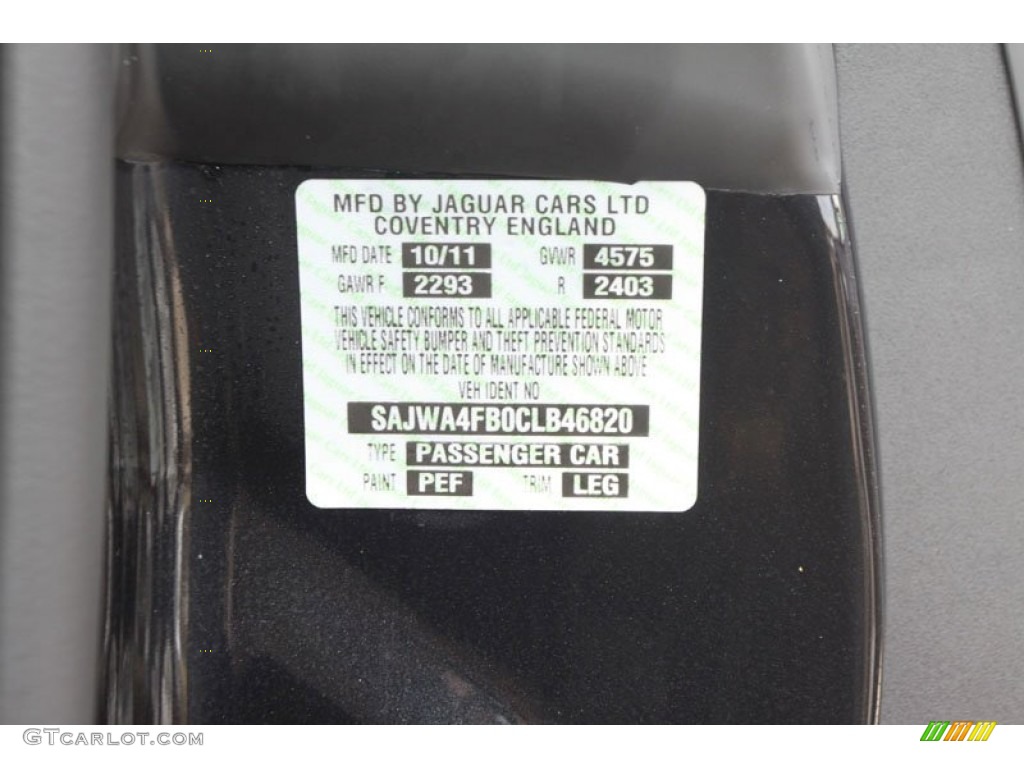 MFD BY JAGUAR CARS LTD
COVENTRY ENGLAND
MFD DATE 10/11 GVWR 4575
GAWR F 2293 R 2403
THIS VEHICLE CONFORMS TO ALL APPLICABLE FEDERAL MOTOR
VEHICLE SAFETY BUMPER AND THEFT PREVENTION STANDARDS
IN EFFECT ON THE DATE OF MANUFACTURE SHOWN ABOVE
VEH IDENT NO
SAJWA4FB0CLB46820
TYPE PASSENGER CAR
PAINT PEF TRIM LEG
GTCarLot.com